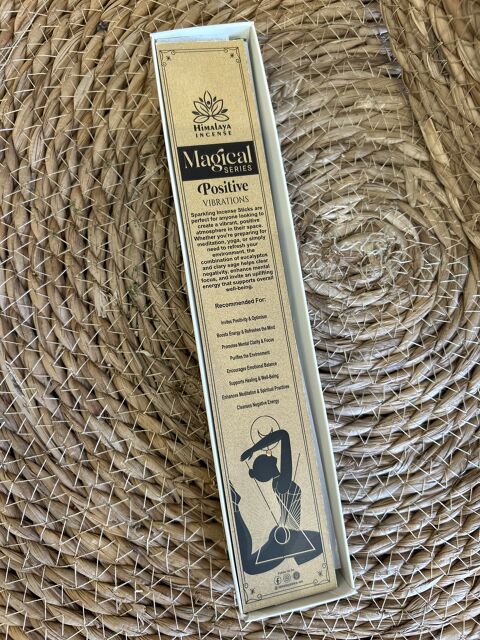 Himalaya
INCENSE
Magical
SERIES
Positive
VIBRATIONS
Sparkling Incense Sticks are
perfect for anyone looking to
create a vibrant, positive
atmosphere in their space.
Whether you're preparing for
meditation, yoga, or simply
need to refresh your
environment, the
combination of eucalyptus
and clary sage helps clear
negativity, enhance mental
focus, and invite an uplifting
energy that supports overall
well-being.
Recommended For:
Invites Positivity & Optimism
Boosts Energy & Refreshes the Mind
Promotes Mental Clarity & Focus
Purifies the Environment
Encourages Emotional Balance
Supports Healing & Well-Being
Enhances Meditation & Spiritual Practices
Cleanses Negative Energy
Follow Us On